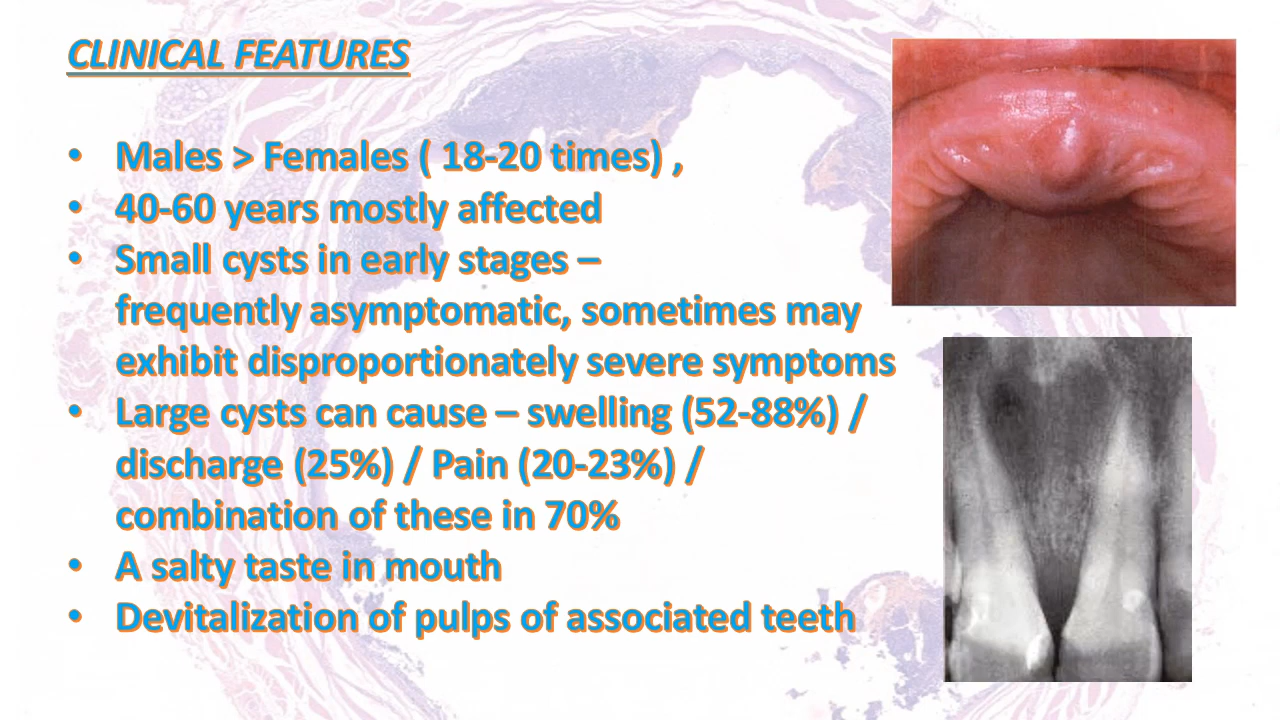 CLINICAL FEATURES
• Males > Females ( 18-20 times) ,
• 40-60 years mostly affected
• Small cysts in early stages –
frequently asymptomatic, sometimes may
exhibit disproportionately severe symptoms
• Large cysts can cause – swelling (52-88%) /
discharge (25%) / Pain (20-23%) /
combination of these in 70%
• A salty taste in mouth
• Devitalization of pulps of associated teeth